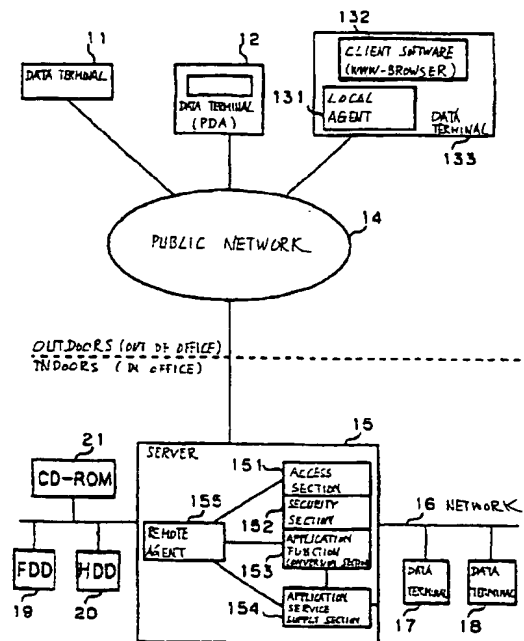 11
DATA TERMINAL
12
DATA TERMINAL
(PDA)
132
CLIENT SOFTWARE
(WWW-BROWSER)
131
LOCAL
AGENT
DATA
TERMINAL
133
PUBLIC NETWORK
14
OUTDOORS (OUT OF OFFICE)
INDOORS (IN OFFICE)
21
CD-ROM
15
SERVER
151
ACCESS
SECTION
155
152
SECURITY
SECTION
16 NETWORK
REMOTE
AGENT
153
APPLICATION
FUNCTION
CONVERSION SECTION
FDD
HDD
19
20
154
APPLICATION
SERVICE
SUPPLY SECTION
DATA
TERMINAL
DATA
TERMINAL
17
18